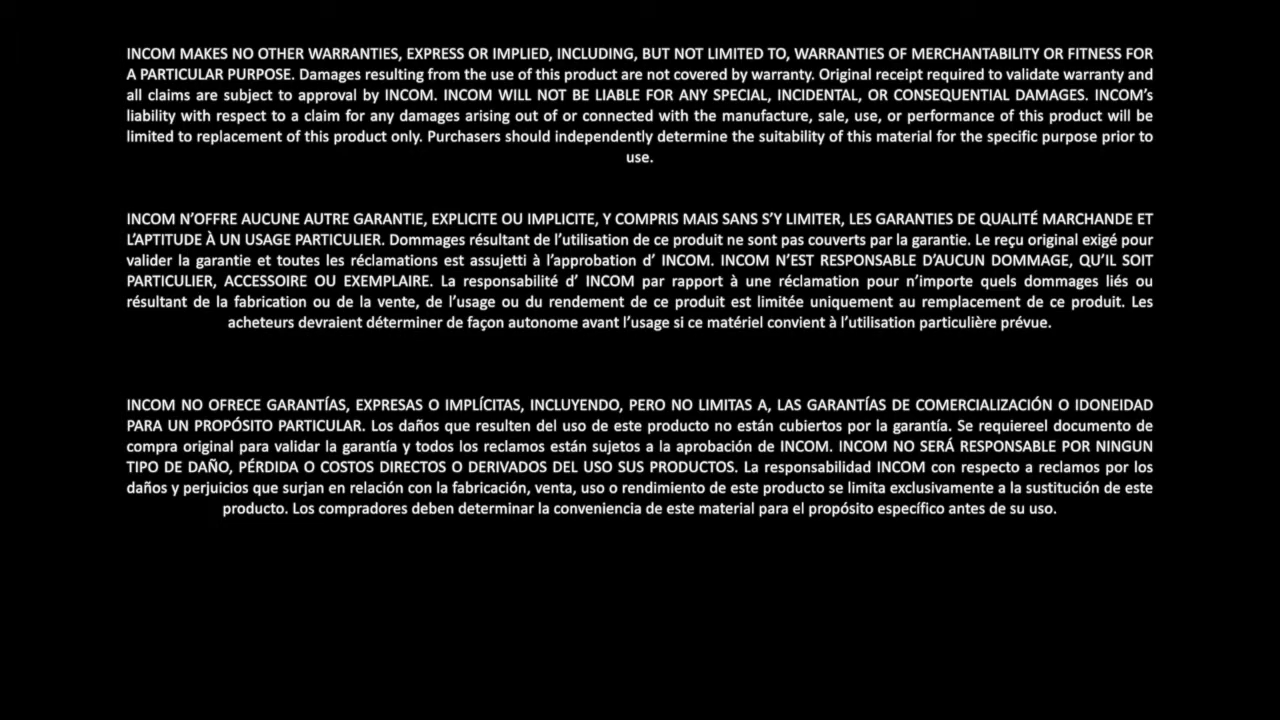 INCOM MAKES NO OTHER WARRANTIES, EXPRESS OR IMPLIED, INCLUDING, BUT NOT LIMITED TO, WARRANTIES OF MERCHANTABILITY OR FITNESS FOR
A PARTICULAR PURPOSE. Damages resulting from the use of this product are not covered by warranty. Original receipt required to validate warranty and
all claims are subject to approval by INCOM. INCOM WILL NOT BE LIABLE FOR ANY SPECIAL, INCIDENTAL, OR CONSEQUENTIAL DAMAGES. INCOM’s
liability with respect to a claim for any damages arising out of or connected with the manufacture, sale, use, or performance of this product will be
limited to replacement of this product only. Purchasers should independently determine the suitability of this material for the specific purpose prior to
use.
INCOM N’OFFRE AUCUNE AUTRE GARANTIE, EXPLICITE OU IMPLICITE, Y COMPRIS MAIS SANS S’Y LIMITER, LES GARANTIES DE QUALITÉ MARCHANDE ET
L’APTITUDE À UN USAGE PARTICULIER. Dommages résultant de l’utilisation de ce produit ne sont pas couverts par la garantie. Le reçu original exigé pour
valider la garantie et toutes les réclamations est assujetti à l’approbation d’ INCOM. INCOM N’EST RESPONSABLE D’AUCUN DOMMAGE, QU’IL SOIT
PARTICULIER, ACCESSOIRE OU EXEMPLAIRE. La responsabilité d’ INCOM par rapport à une réclamation pour n’importe quels dommages liés ou
résultant de la fabrication ou de la vente, de l’usage ou du rendement de ce produit est limitée uniquement au remplacement de ce produit. Les
acheteurs devraient déterminer de façon autonome avant l’usage si ce matériel convient à l’utilisation particulière prévue.
INCOM NO OFRECE GARANTÍAS, EXPRESAS O IMPLÍCITAS, INCLUYENDO, PERO NO LIMITAS A, LAS GARANTÍAS DE COMERCIALIZACIÓN O IDONEIDAD
PARA UN PROPÓSITO PARTICULAR. Los daños que resulten del uso de este producto no están cubiertos por la garantía. Se requiereel documento de
compra original para validar la garantía y todos los reclamos están sujetos a la aprobación de INCOM. INCOM NO SERÁ RESPONSABLE POR NINGUN
TIPO DE DAÑO, PÉRDIDA O COSTOS DIRECTOS O DERIVADOS DEL USO SUS PRODUCTOS. La responsabilidad INCOM con respecto a reclamos por los
daños y perjuicios que surjan en relación con la fabricación, venta, uso o rendimiento de este producto se limita exclusivamente a la sustitución de este
producto. Los compradores deben determinar la conveniencia de este material para el propósito específico antes de su uso.